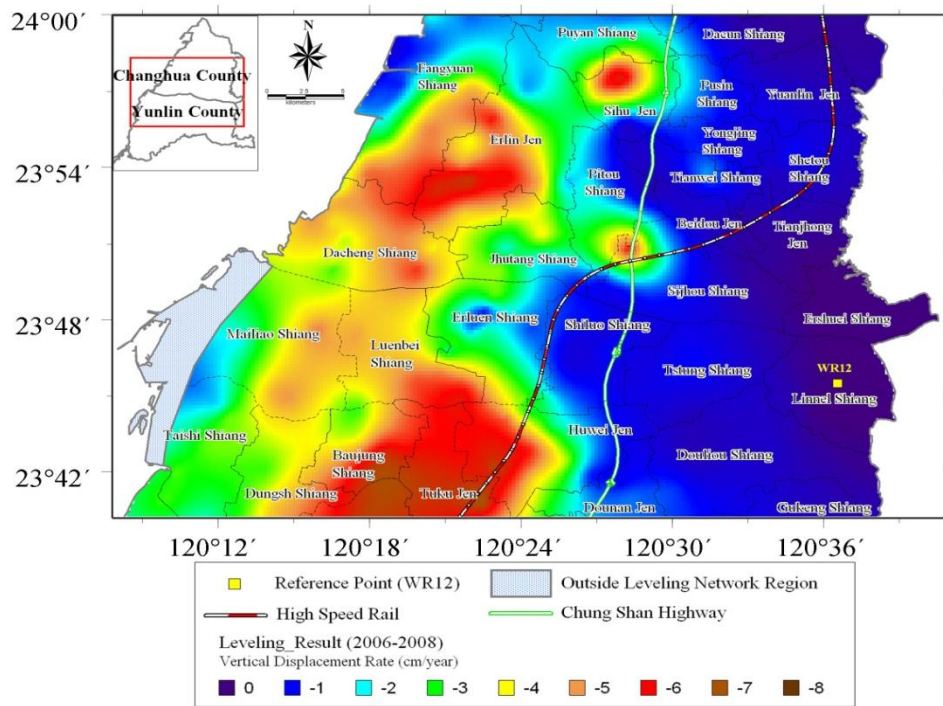 24°00´
Changhua County
Yunlin County
N
kilometers
Puyan Shiang
Dacun Shiang
Fangyuan
Shiang
Sihu Jen
Pusin
Shiang
Yuanlin Jen
Eilin Jen
Yongjing
Shiang
23°54´
Pitou
Shiang
Tianwei Shiang
Shetou
Shiang
Beidou Jen
Tianjhong
Jen
Dacheng Shiang
Jhutang Shiang
Sijhou Shiang
23°48´
Mailiao Shiang
Erluen Shiang
Shiluo Shiang
Ershuei Shiang
Luenbei
Shiang
Tstung Shiang
WR12
Linnei Shiang
Taishi Shiang
Huwei Jen
Baujung
Shiang
Douliou Shiang
23°42´
Dungsh Shiang
Tuku Jen
Dounan Jen
Gukeng Shiang
120°12´ 120°18´ 120°24´ 120°30´ 120°36´
Reference Point (WR12) Outside Leveling Network Region
High Speed Rail Chung Shan Highway
Leveling_Result (2006-2008)
Vertical Displacement Rate (cm/year)
0 -1 -2 -3 -4 -5 -6 -7 -8